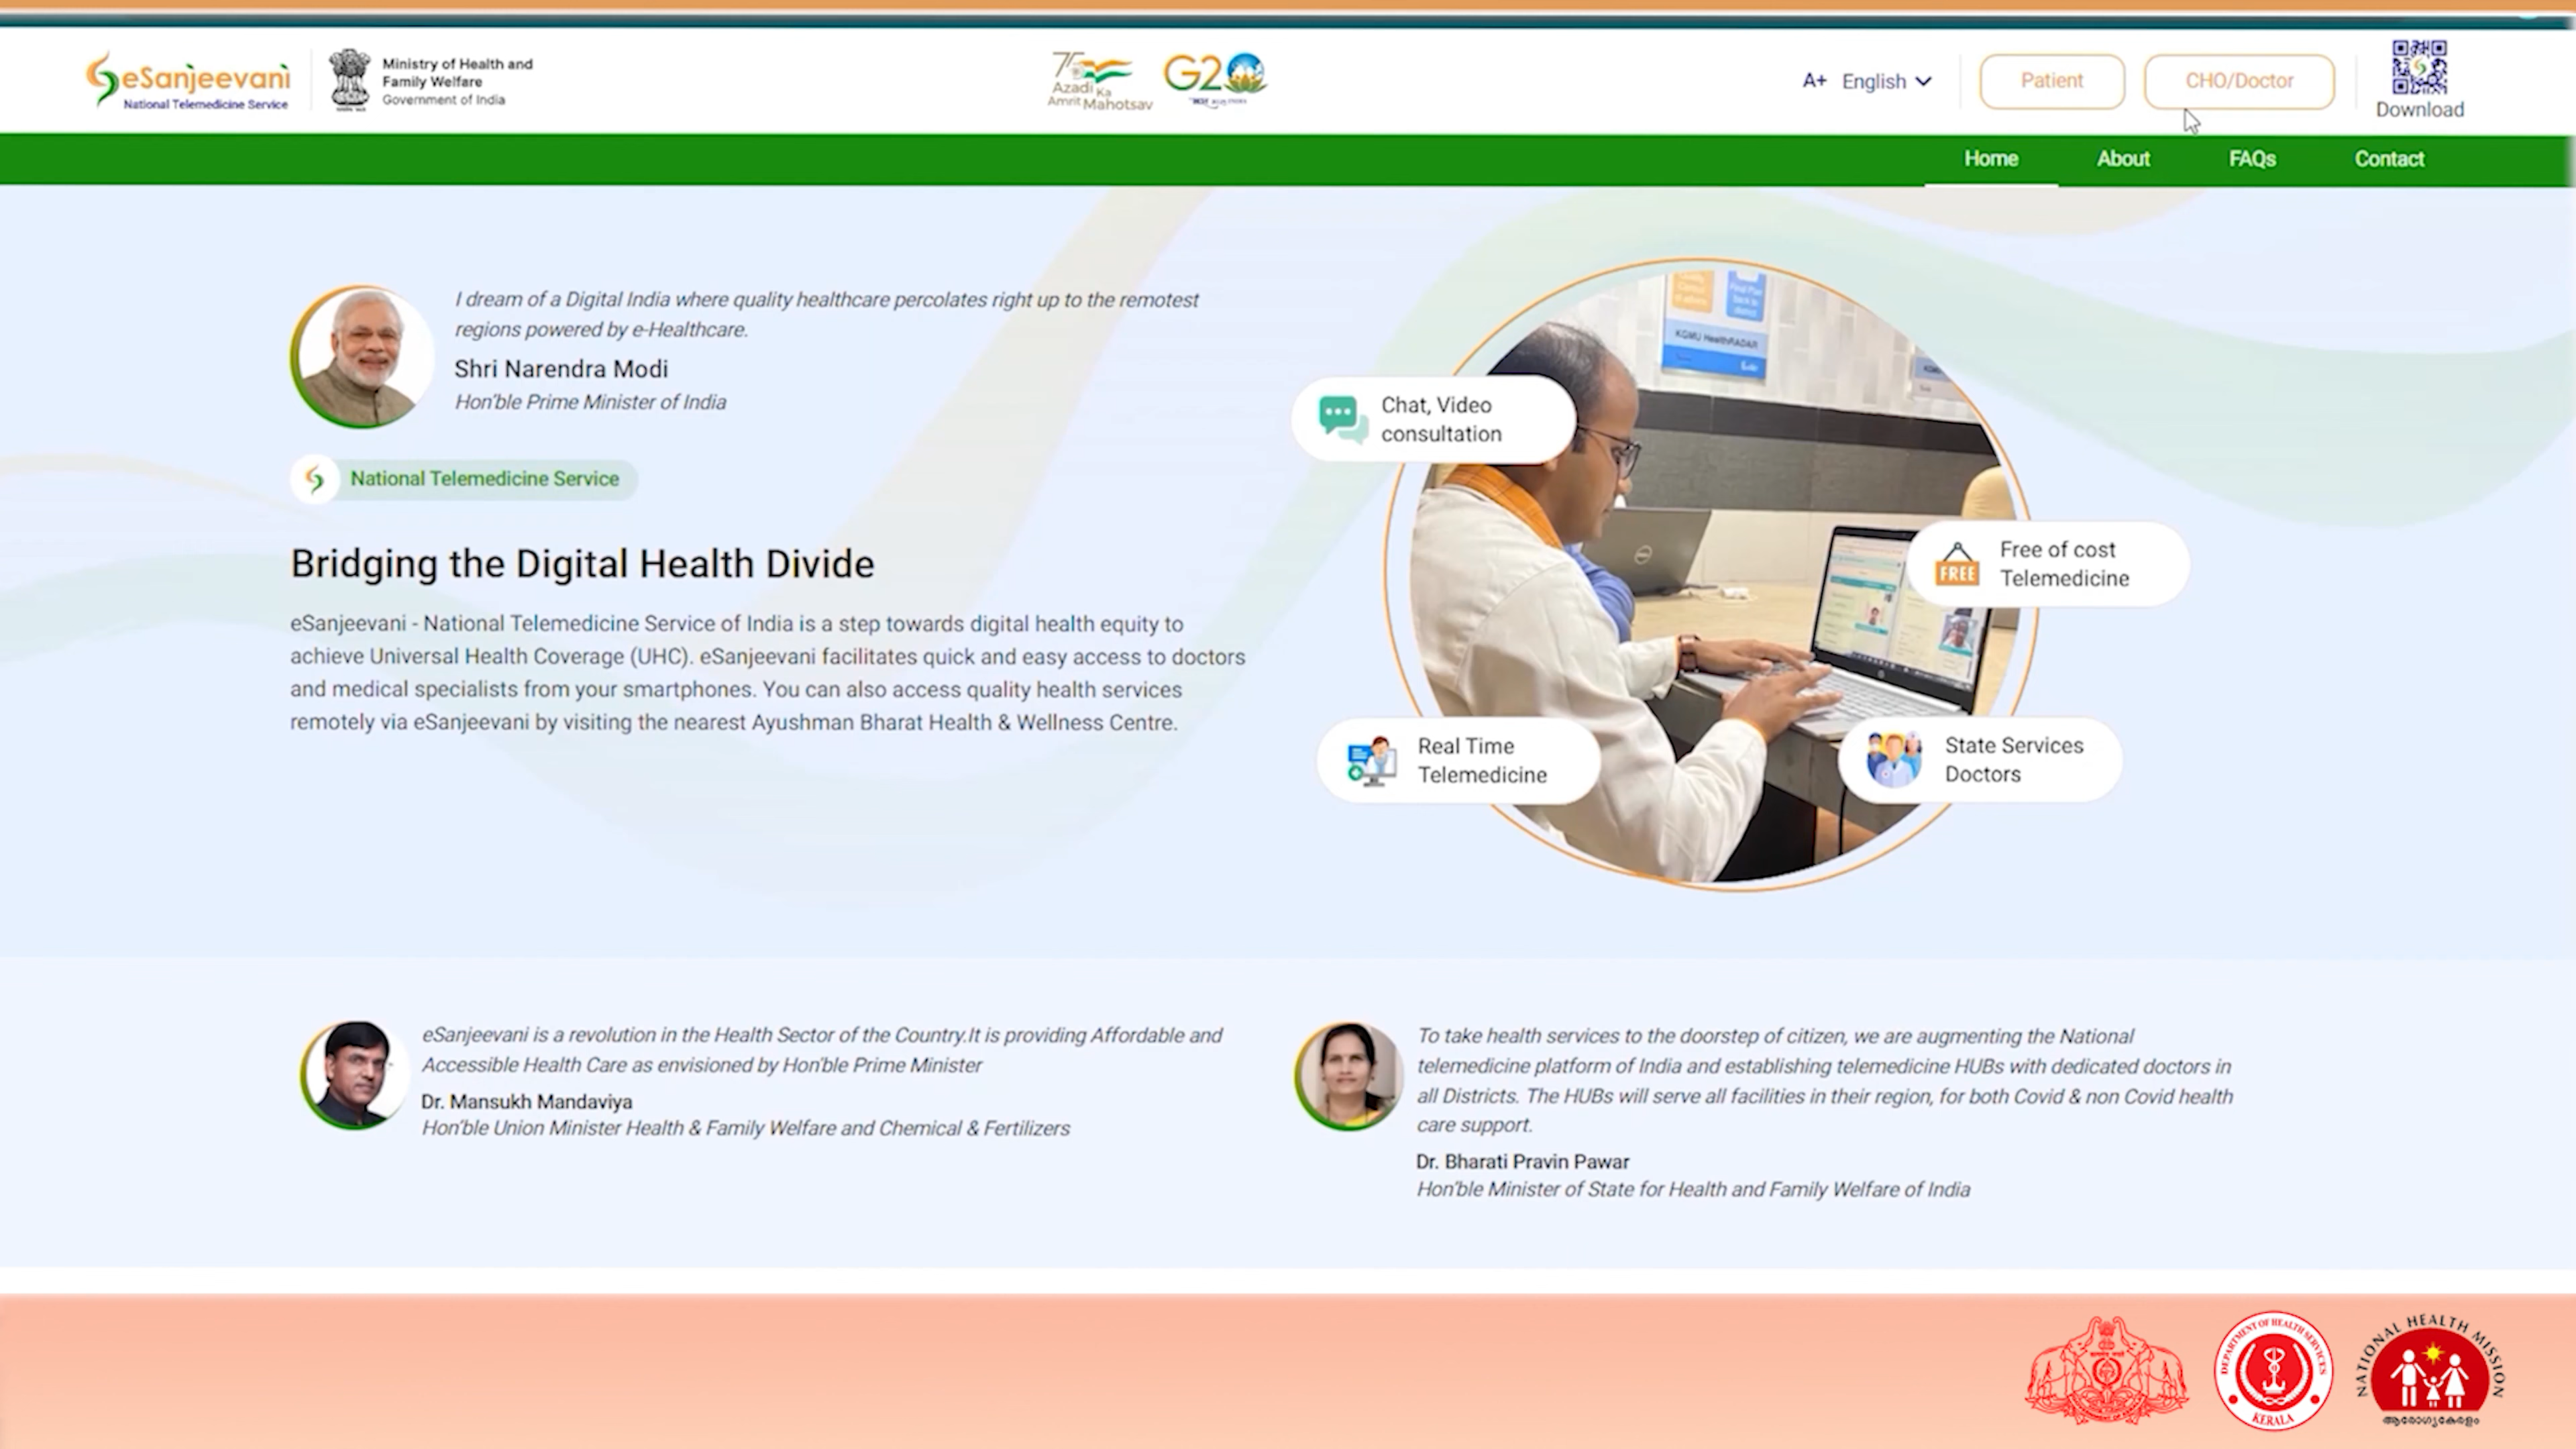 eSanjeevani
National Telemedicine Service
Ministry of Health and
Family Welfare
Government of India
75
Azadi Ka
Amrit Mahotsav
G20
A+ English
Patient
CHO/Doctor
Download
Home About FAQs Contact
I dream of a Digital India where quality healthcare percolates right up to the remotest
regions powered by e-Healthcare.
Shri Narendra Modi
Hon'ble Prime Minister of India
National Telemedicine Service
Bridging the Digital Health Divide
eSanjeevani - National Telemedicine Service of India is a step towards digital health equity to
achieve Universal Health Coverage (UHC). eSanjeevani facilitates quick and easy access to doctors
and medical specialists from your smartphones. You can also access quality health services
remotely via eSanjeevani by visiting the nearest Ayushman Bharat Health & Wellness Centre.
KGMU HealthRADAR
Chat, Video
consultation
FREE
Free of cost
Telemedicine
Real Time
Telemedicine
State Services
Doctors
eSanjeevani is a revolution in the Health Sector of the Country.It is providing Affordable and
Accessible Health Care as envisioned by Hon'ble Prime Minister
Dr. Mansukh Mandaviya
Hon'ble Union Minister Health & Family Welfare and Chemical & Fertilizers
To take health services to the doorstep of citizen, we are augmenting the National
telemedicine platform of India and establishing telemedicine HUBs with dedicated doctors in
all Districts. The HUBs will serve all facilities in their region, for both Covid & non Covid health
care support.
Dr. Bharati Pravin Pawar
Hon'ble Minister of State for Health and Family Welfare of India
DEPARTMENT OF HEALTH SERVICES
KERALA
NATIONAL HEALTH MISSION
ആരോഗ്യകേരളം